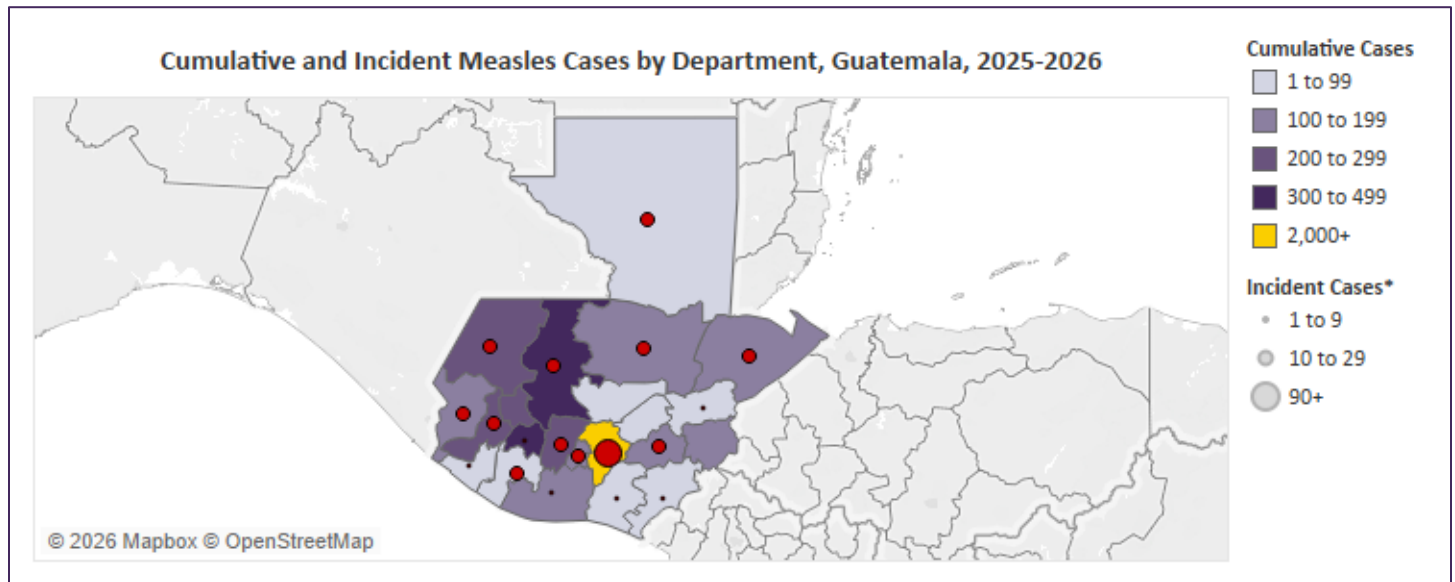 Cumulative and Incident Measles Cases by Department, Guatemala, 2025-2026
Cumulative Cases
1 to 99
100 to 199
200 to 299
300 to 499
2,000+
Incident Cases*
1 to 9
10 to 29
90+
© 2026 Mapbox © OpenStreetMap